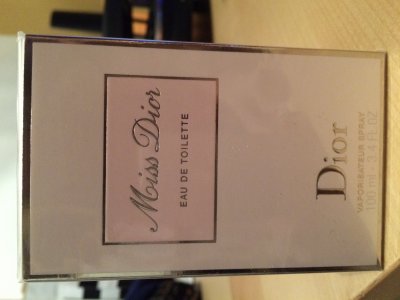 Miss Dior
EAU DE TOILETTE
Dior
VAPORISATEUR SPRAY
100 ml - 3.4 FL.OZ